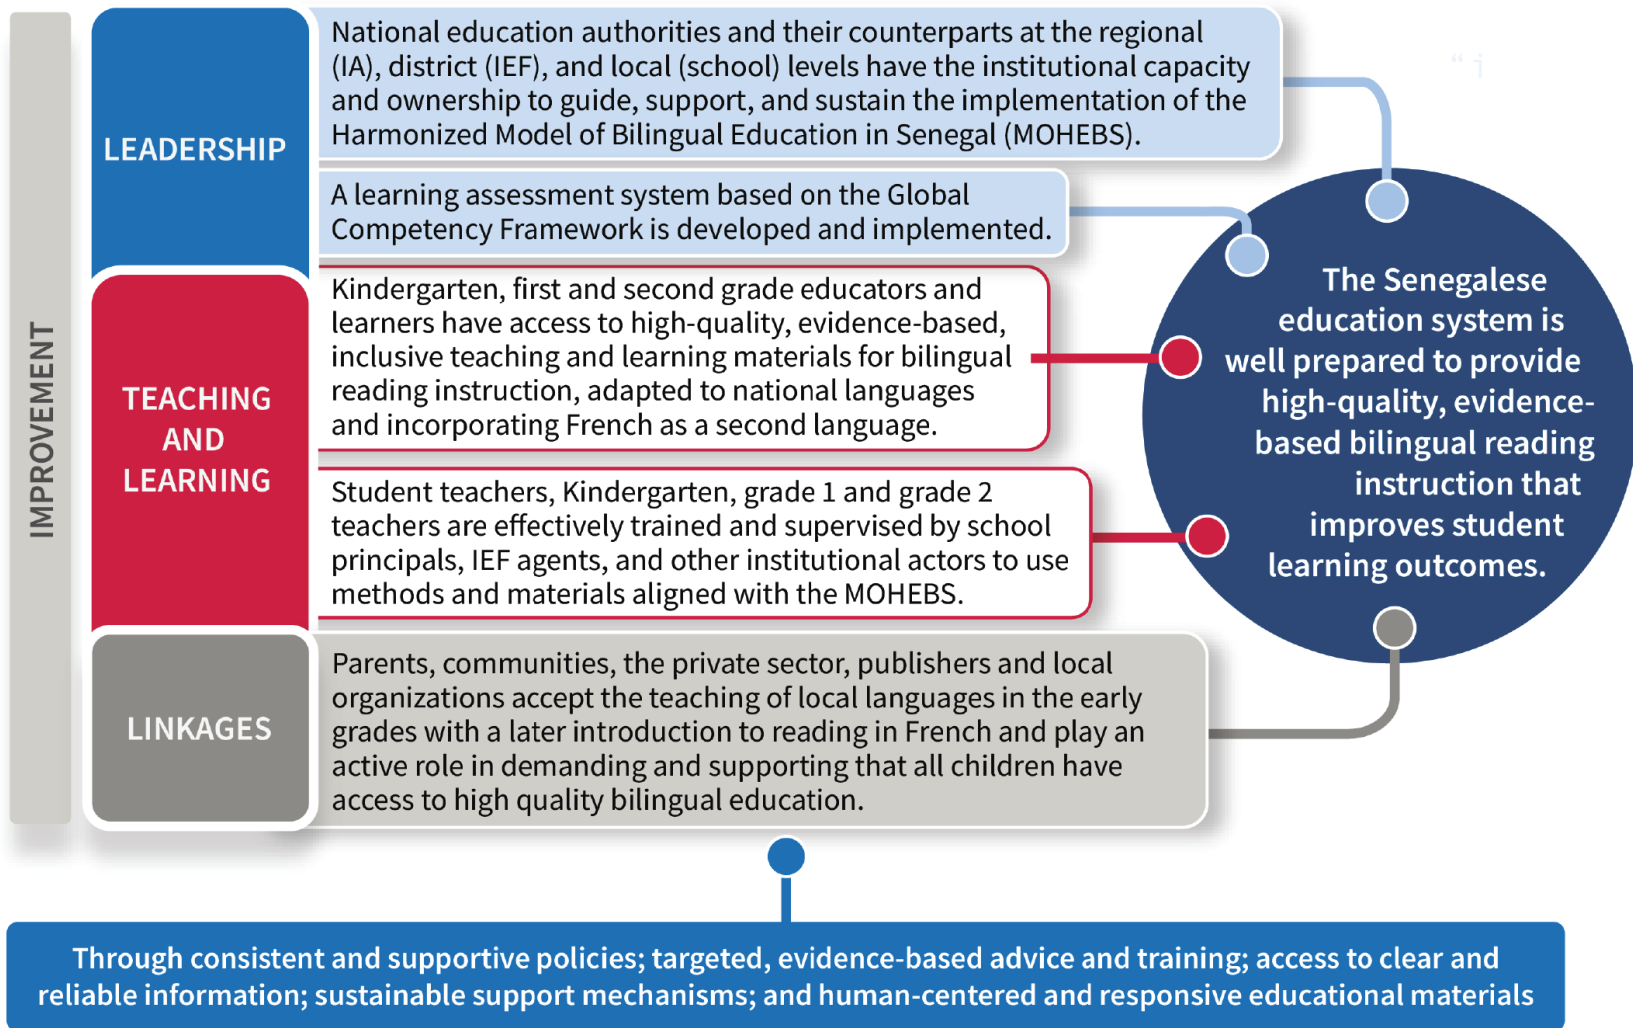 IMPROVEMENT
LEADERSHIP
National education authorities and their counterparts at the regional
(IA), district (IEF), and local (school) levels have the institutional capacity
and ownership to guide, support, and sustain the implementation of the
Harmonized Model of Bilingual Education in Senegal (MOHEBS).
A learning assessment system based on the Global
Competency Framework is developed and implemented.
TEACHING
AND
LEARNING
Kindergarten, first and second grade educators and
learners have access to high-quality, evidence-based,
inclusive teaching and learning materials for bilingual
reading instruction, adapted to national languages
and incorporating French as a second language.
Student teachers, Kindergarten, grade 1 and grade 2
teachers are effectively trained and supervised by school
principals, IEF agents, and other institutional actors to use
methods and materials aligned with the MOHEBS.
LINKAGES
Parents, communities, the private sector, publishers and local
organizations accept the teaching of local languages in the early
grades with a later introduction to reading in French and play an
active role in demanding and supporting that all children have
access to high quality bilingual education.
The Senegalese
education system is
well prepared to provide
high-quality, evidence-
based bilingual reading
instruction that
improves student
learning outcomes.
Through consistent and supportive policies; targeted, evidence-based advice and training; access to clear and
reliable information; sustainable support mechanisms; and human-centered and responsive educational materials